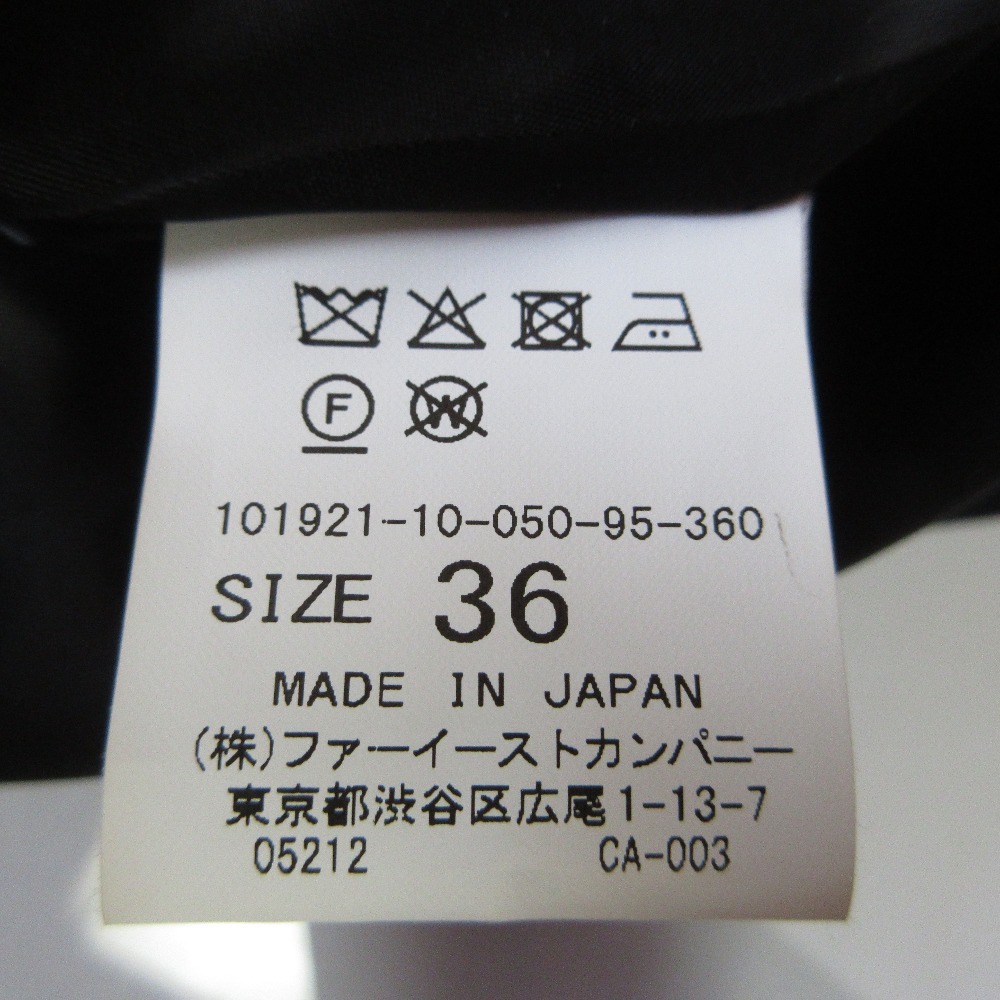 F W
101921-10-050-95-360
SIZE 36
MADE IN JAPAN
(株)ファーイーストカンパニー
東京都渋谷区広尾1-13-7
05212 CA-003